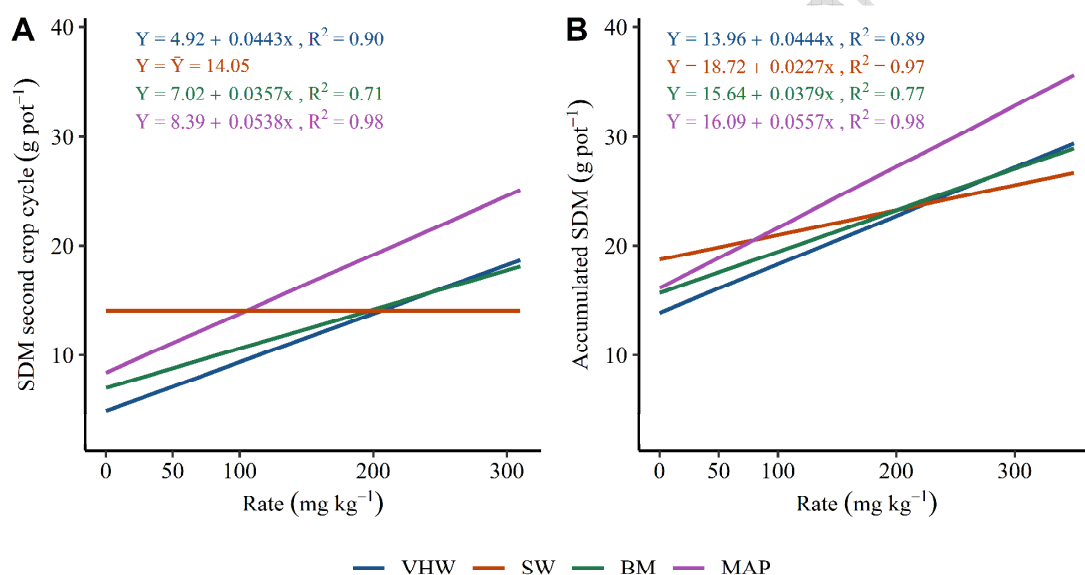 A
Y = 4.92 + 0.0443x , R² = 0.90
Y = Ȳ = 14.05
Y = 7.02 + 0.0357x , R² = 0.71
Y = 8.39 + 0.0538x , R² = 0.98
SDM second crop cycle (g pot⁻¹)
40
30
20
10
0 50 100 200 300
Rate (mg kg⁻¹)
B
Y = 13.96 + 0.0444x , R² = 0.89
Y = 18.72 + 0.0227x , R² = 0.97
Y = 15.64 + 0.0379x , R² = 0.77
Y = 16.09 + 0.0557x , R² = 0.98
Accumulated SDM (g pot⁻¹)
40
30
20
10
0 50 100 200 300
Rate (mg kg⁻¹)
VHW SW BM MAP